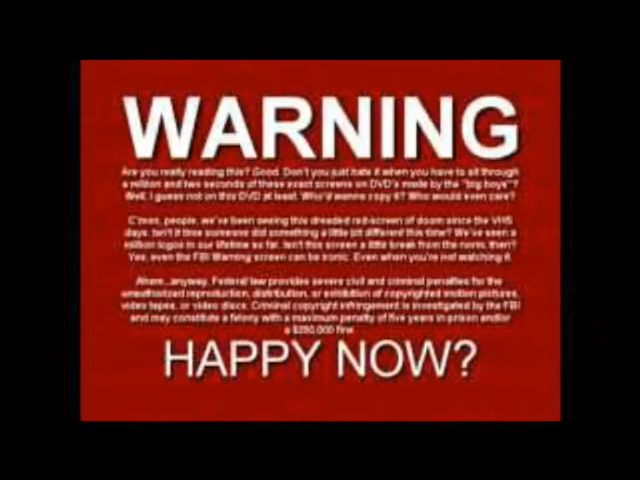 WARNING
Are you really reading this? Good. Don't you just hate it when you have to sit through
a million and two seconds of these exact screens on DVD's made by the "big boys"?
Well, I guess not on this DVD at least. Who'd wanna copy it? Who would even care?
C'mon, people, we've been seeing this dreaded red-screen of doom since the VHS
days. Isn't it time someone did something a little bit different this time? We've seen a
million logos in our lifetime so far. Isn't this screen a little break from the norm, then?
Yes, even the FBI Warning screen can be ironic. Even when you're not watching it.
Ahem...anyway, Federal law provides severe civil and criminal penalties for the
unauthorized reproduction, distribution, or exhibition of copyrighted motion pictures,
video tapes, or video discs. Criminal copyright infringement is investigated by the FBI
and may constitute a felony with a maximum penalty of five years in prison and/or
a $250,000 fine.
HAPPY NOW?